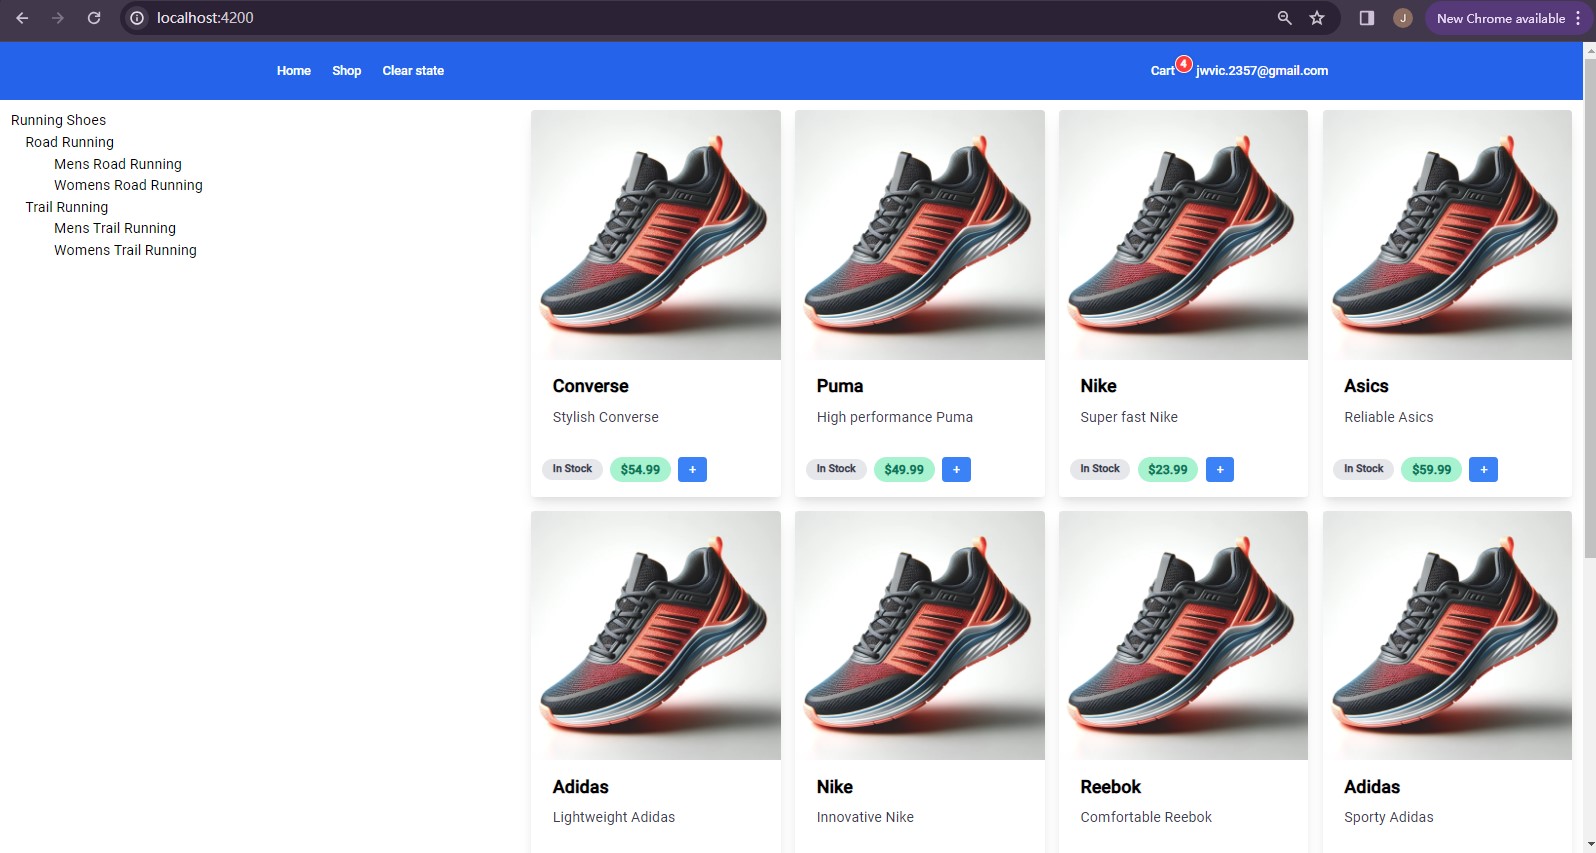 localhost:4200
J
New Chrome available
Home Shop Clear state
Cart 4 jwvic.2357@gmail.com
Running Shoes
Road Running
Mens Road Running
Womens Road Running
Trail Running
Mens Trail Running
Womens Trail Running
Converse
Stylish Converse
In Stock $54.99 +
Puma
High performance Puma
In Stock $49.99 +
Nike
Super fast Nike
In Stock $23.99 +
Asics
Reliable Asics
In Stock $59.99 +
Adidas
Lightweight Adidas
Nike
Innovative Nike
Reebok
Comfortable Reebok
Adidas
Sporty Adidas